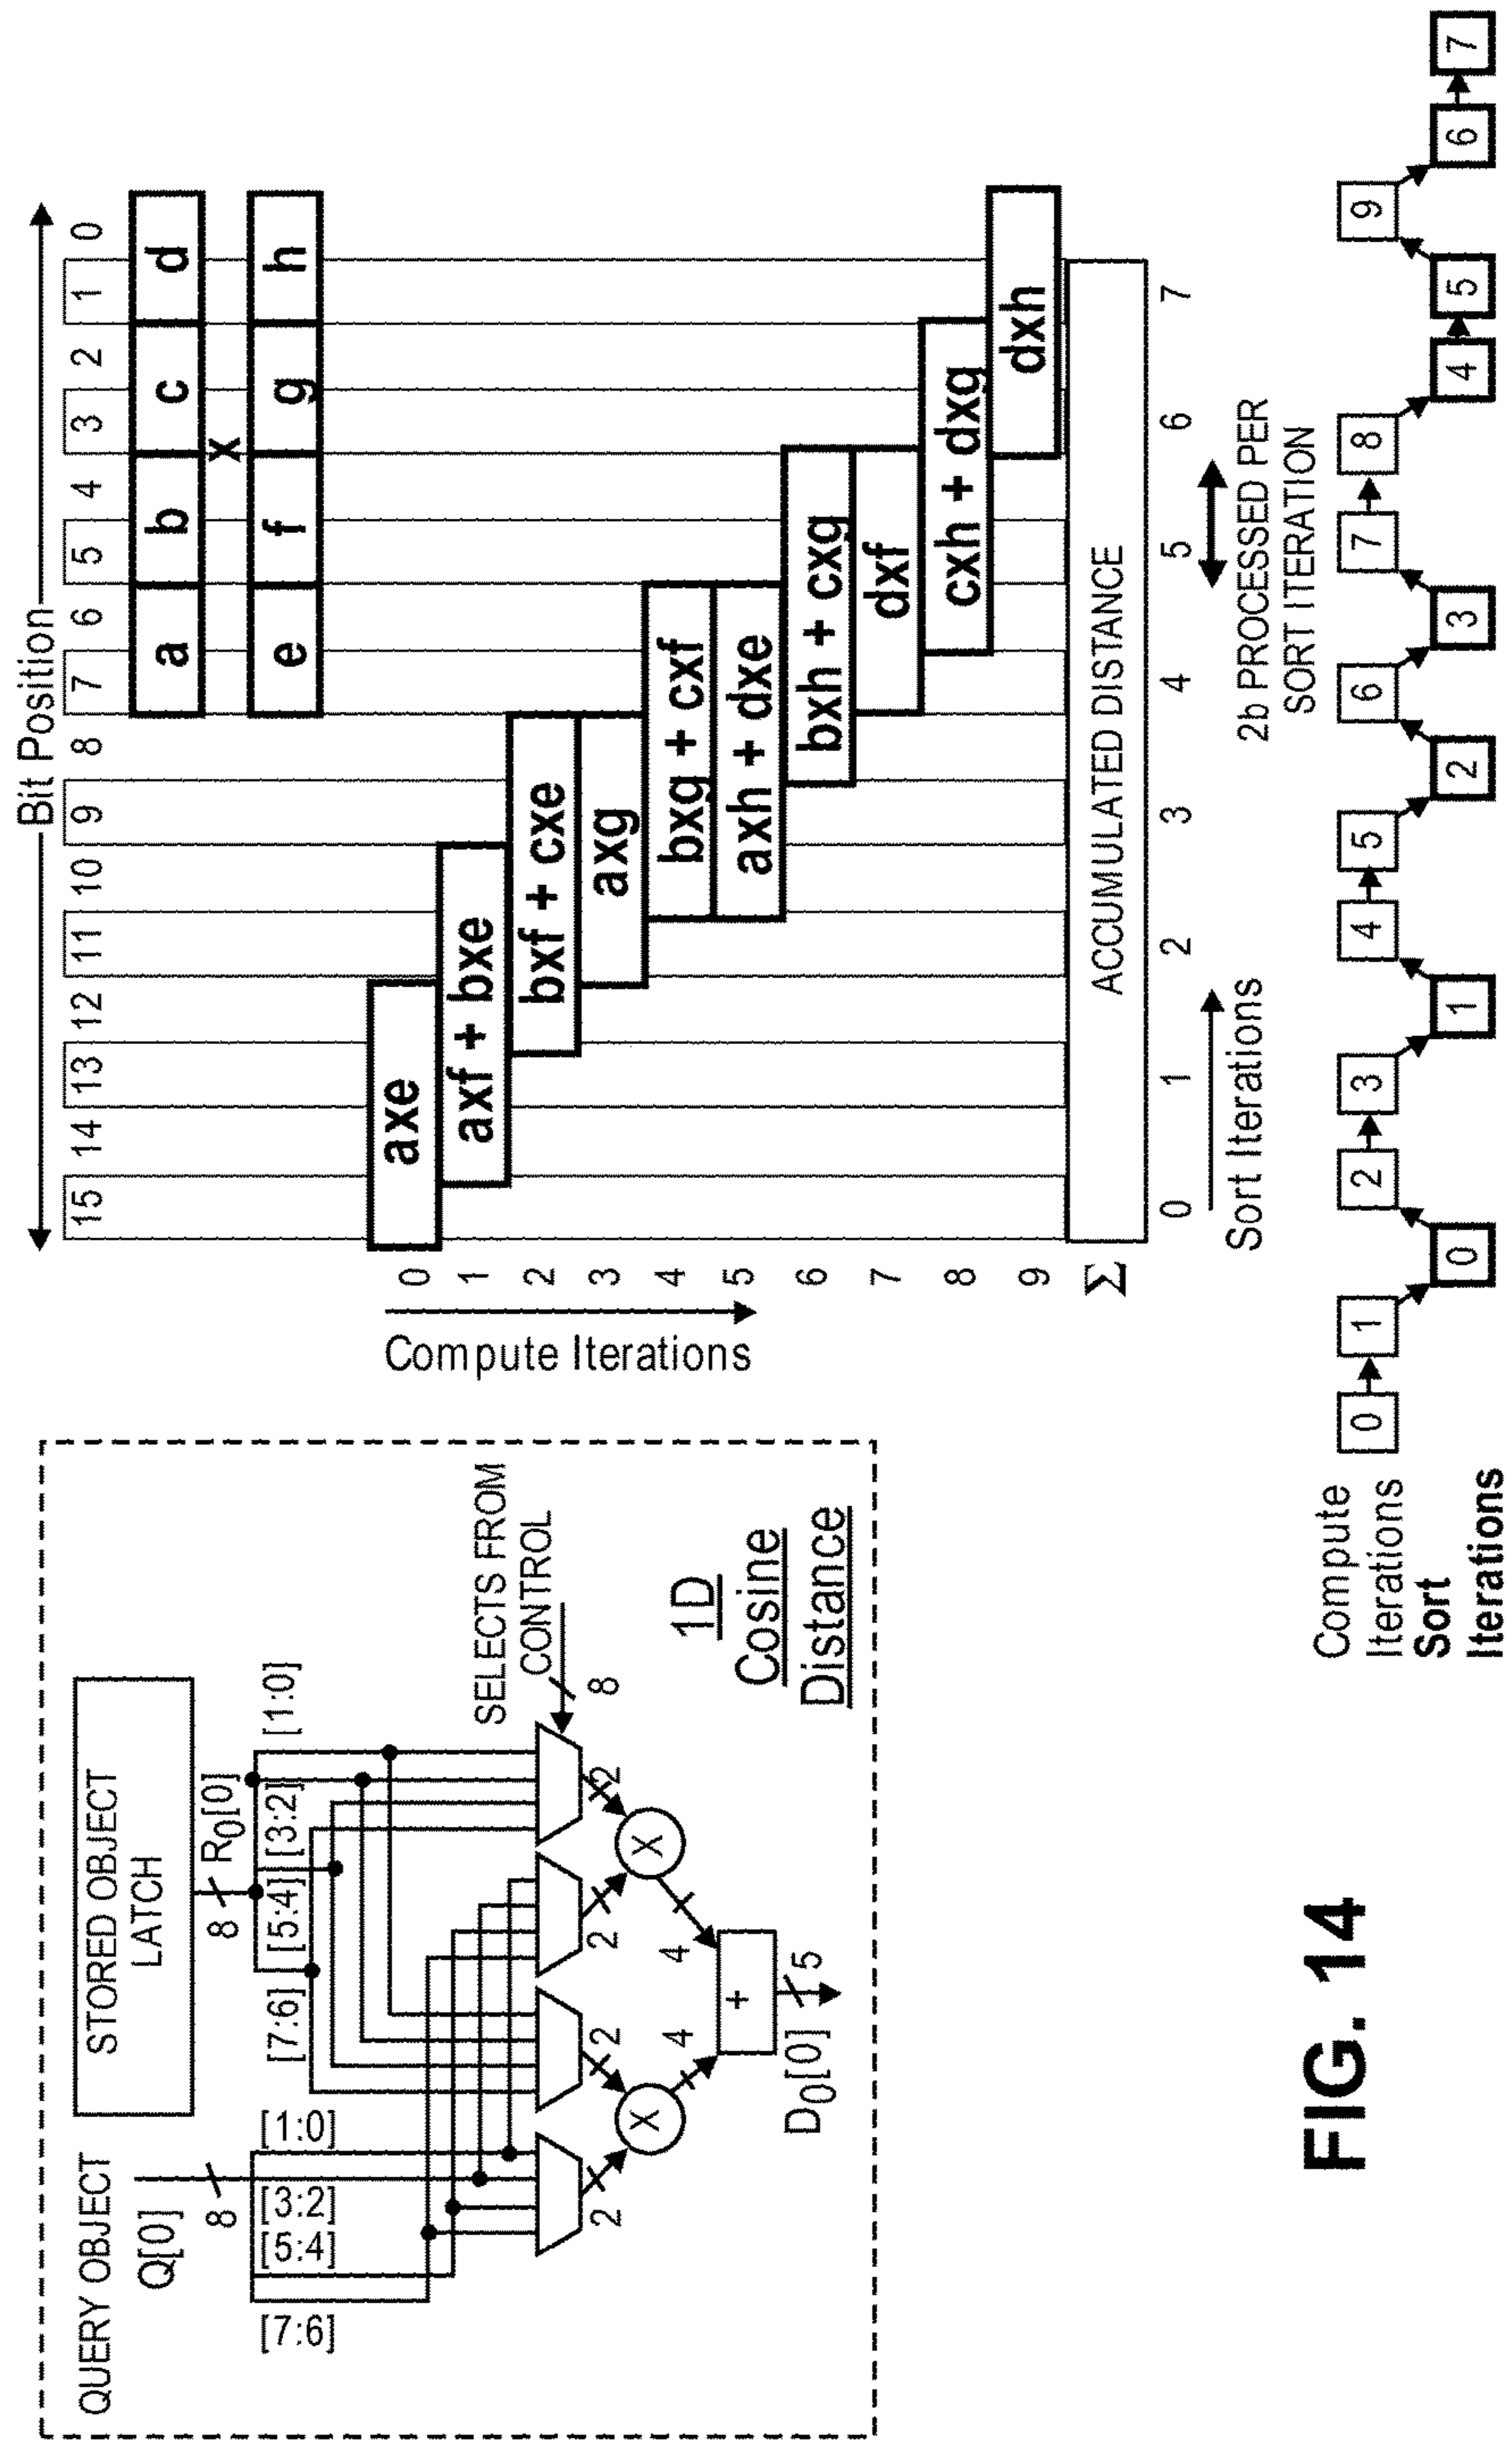 QUERY OBJECT
Q[0]
8
[7:6]
[5:4]
[3:2]
[1:0]
STORED OBJECT
LATCH
8
R0[0]
[7:6]
[5:4]
[3:2]
[1:0]
SELECTS FROM
CONTROL
8
2
2
2
2
X
X
4
4
+
D0[0]
5
1D
Cosine
Distance
Bit Position
15 14 13 12 11 10 9 8 7 6 5 4 3 2 1 0
a b c d
x
e f g h
Compute Iterations
0 axe
1 axf + bxe
2 bxf + cxe
3 axg
4 bxg + cxf
5 axh + dxe
6 bxh + cxg
7 dxf
8 cxh + dxg
9 dxh
Σ ACCUMULATED DISTANCE
0 1 2 3 4 5 6 7
Sort Iterations
2b PROCESSED PER
SORT ITERATION
Compute
Iterations
0 1 2 3 4 5 6 7 8 9
Sort
Iterations
0 1 2 3 4 5 6 7
FIG. 14